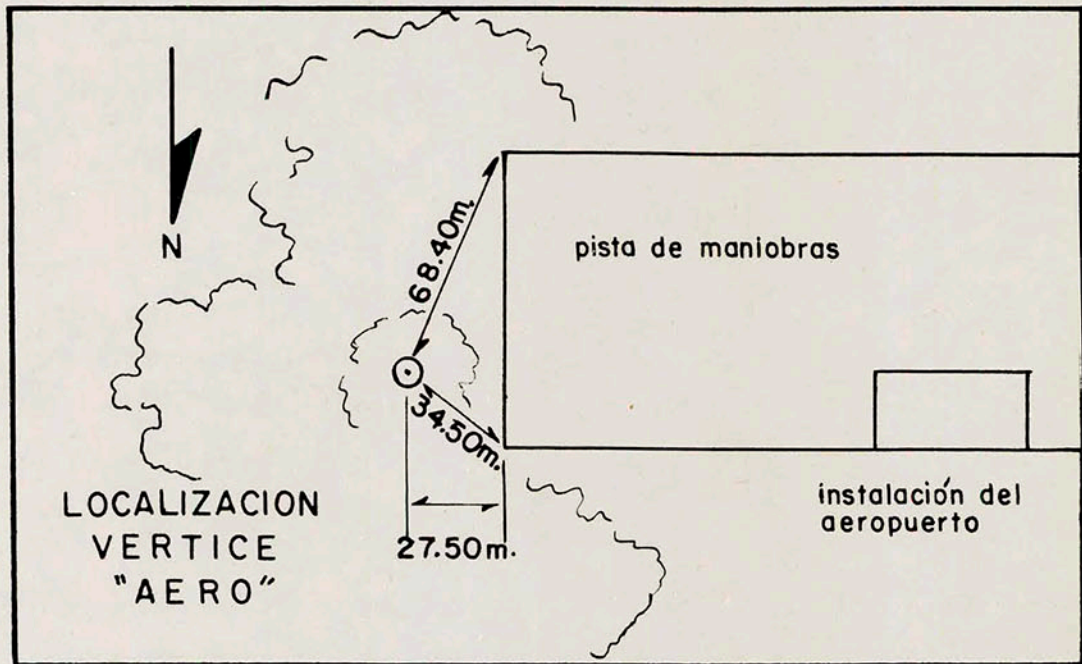 N
68.40m.
pista de maniobras
34.50m.
27.50m.
LOCALIZACION
VERTICE
"AERO"
instalación del
aeropuerto